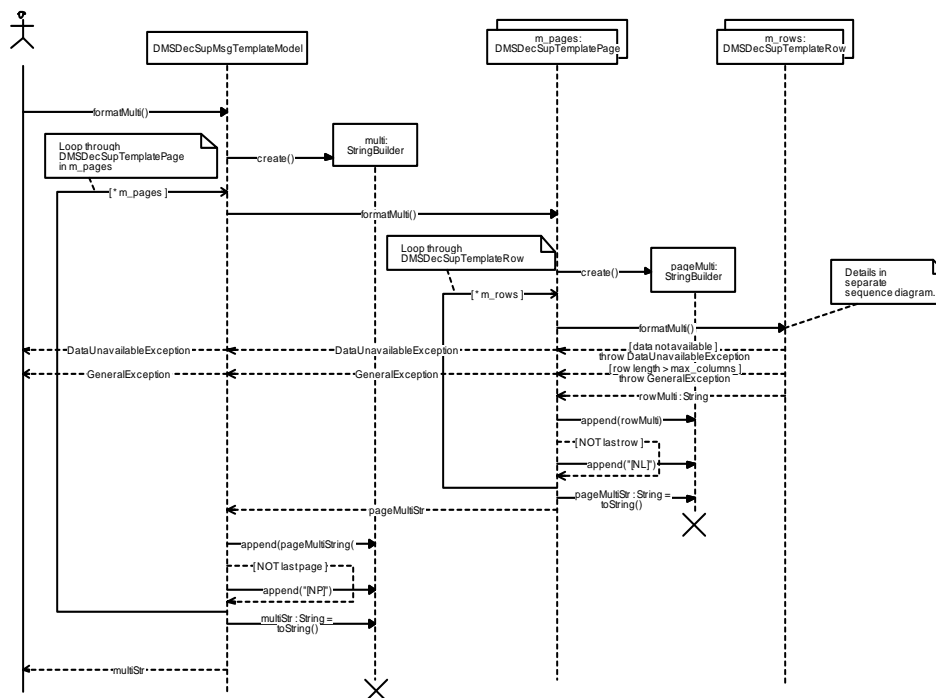 m_pages:
DMSDecSupTemplatePage
m_rows:
DMSDecSupTemplateRow
DMSDecSupMsgTemplateModel
formatMulti()
multi:
StringBuilder
Loop through
DMSDecSupTemplatePage
in m_pages
create()
[ * m_pages ]
formatMulti()
Loop through
DMSDecSupTemplateRow
create()
pageMulti:
StringBuilder
Details in
separate
sequence diagram.
[ * m_rows ]
formatMulti()
DataUnavailableException
DataUnavailableException
[ data not available ]
throw DataUnavailableException
GeneralException
GeneralException
[ row length > max_columns ]
throw GeneralException
rowMulti : String
append(rowMulti)
[ NOT last row ]
append("[NL]")
pageMultiStr : String =
toString()
pageMultiStr
append(pageMultiString(
[ NOT last page }
append("[NP]")
multiStr : String =
toString()
multiStr